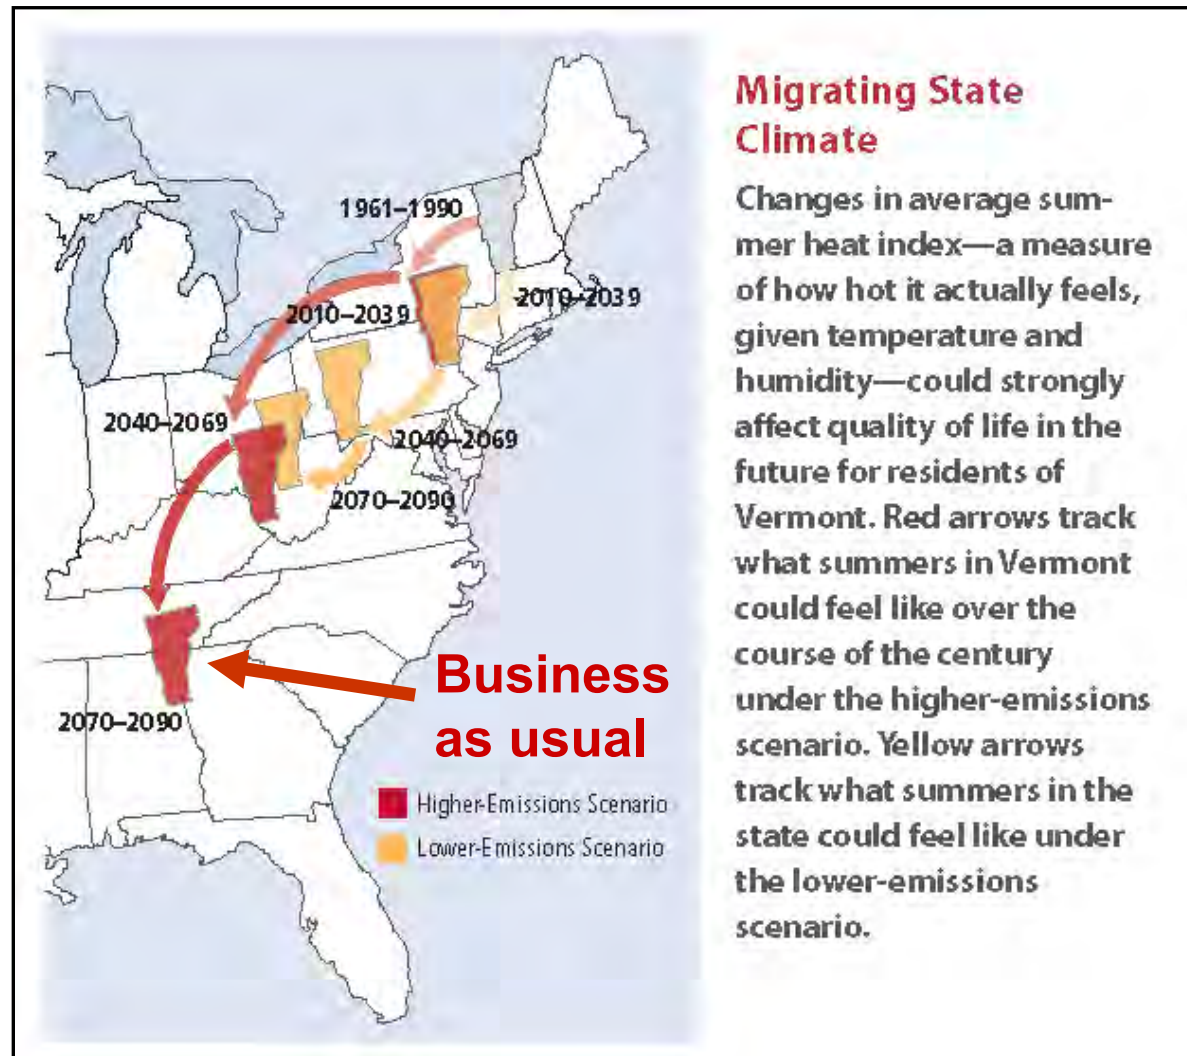 1961–1990
2010–2039
2010–2039
2040–2069
2040–2069
2070–2090
2070–2090
Business
as usual
Higher-Emissions Scenario
Lower-Emissions Scenario
Migrating State
Climate
Changes in average sum-
mer heat index—a measure
of how hot it actually feels,
given temperature and
humidity—could strongly
affect quality of life in the
future for residents of
Vermont. Red arrows track
what summers in Vermont
could feel like over the
course of the century
under the higher-emissions
scenario. Yellow arrows
track what summers in the
state could feel like under
the lower-emissions
scenario.